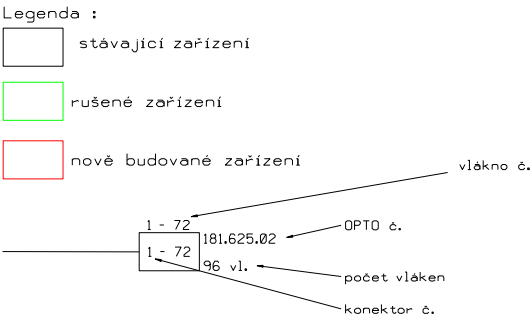 Legenda :
stávající zařízení
rušené zařízení
nově budované zařízení
vlákno č.
1 - 72
181.625.02
OPTO č.
1 - 72
96 vl.
počet vláken
konektor č.